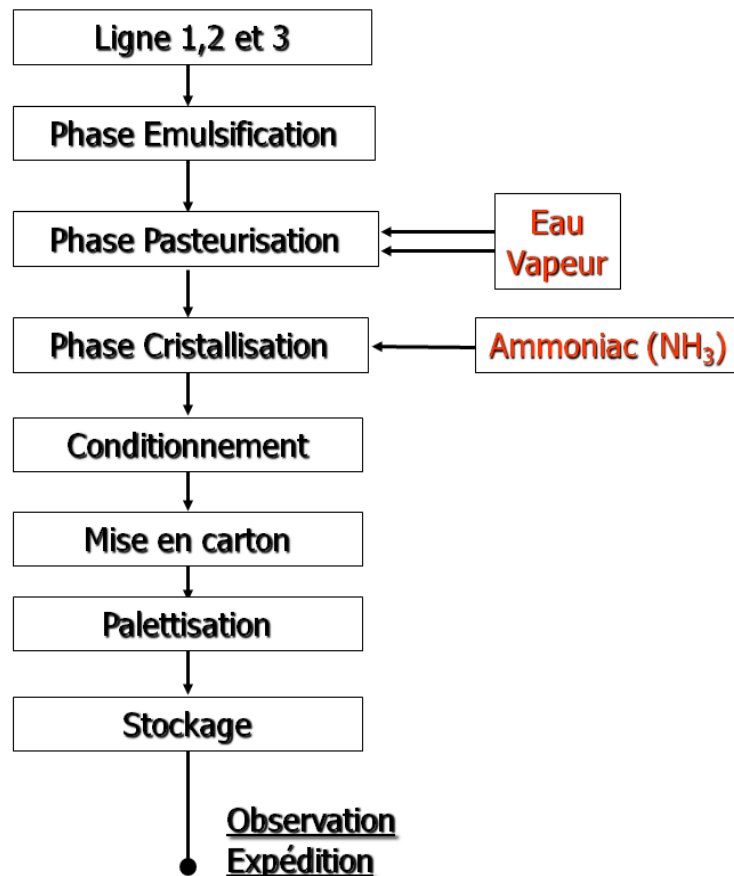 Ligne 1,2 et 3
Phase Emulsification
Phase Pasteurisation
Eau
Vapeur
Phase Cristallisation
Ammoniac (NH₃)
Conditionnement
Mise en carton
Palettisation
Stockage
Observation
Expédition